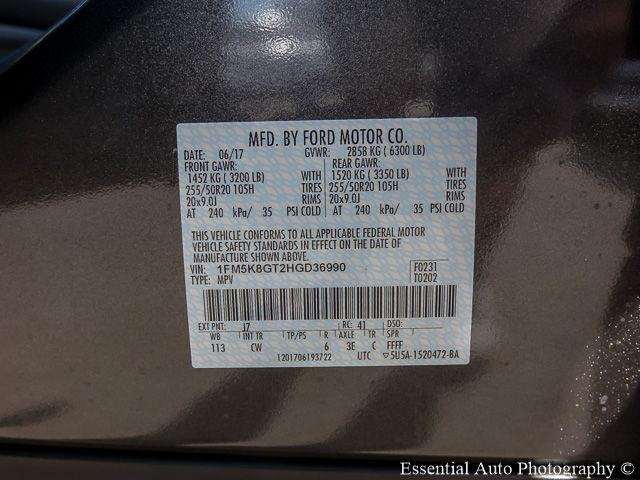 MFD. BY FORD MOTOR CO.
DATE: 06/17 GVWR: 2858 KG ( 6300 LB)
FRONT GAWR: REAR GAWR:
1452 KG ( 3200 LB) WITH 1520 KG ( 3350 LB) WITH
255/50R20 105H TIRES 255/50R20 105H TIRES
20x9.0J RIMS 20x9.0J RIMS
AT 240 kPa/ 35 PSI COLD AT 240 kPa/ 35 PSI COLD
THIS VEHICLE CONFORMS TO ALL APPLICABLE FEDERAL MOTOR
VEHICLE SAFETY STANDARDS IN EFFECT ON THE DATE OF
MANUFACTURE SHOWN ABOVE.
VIN: 1FM5K8GT2HGD36990 F0231
TYPE: MPV T0202
EXT PNT: J7 RC: 41 DSO:
WB INT TR TP/PS R AXLE TR SPR
113 CW 6 3E C FFFF
1201706193722 UTC ▽5U5A-1520472-BA
Essential Auto Photography ©